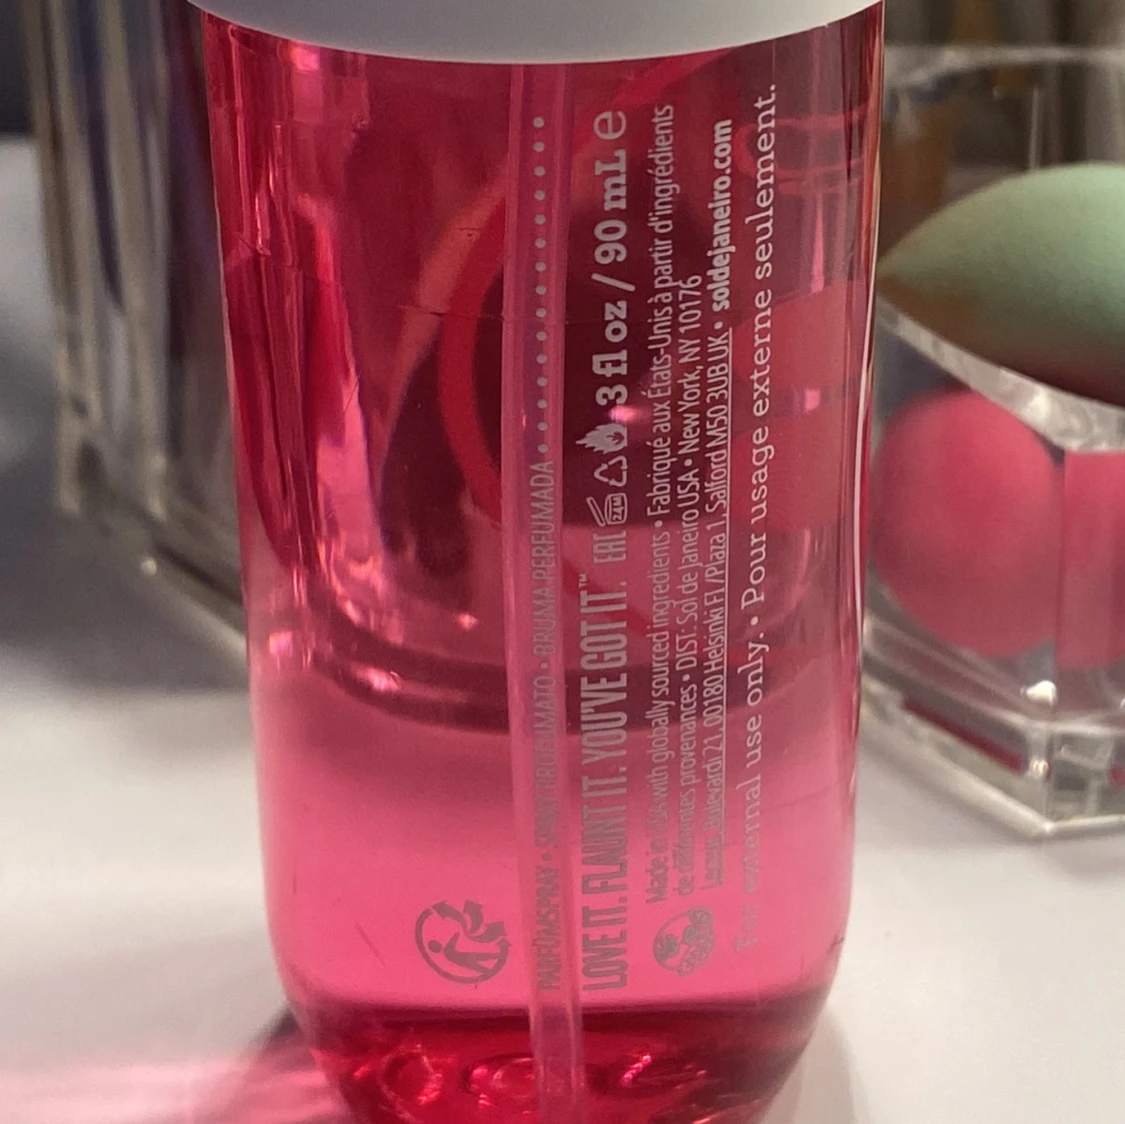 PARFÜMSPRAY • SPRAY PROFUMATO • BRUMA PERFUMADA
LOVE IT. FLAUNT IT. YOU'VE GOT IT.™ EAC 24M 3 fl oz / 90 mL e
Made in USA with globally sourced ingredients • Fabriqué aux États-Unis à partir d'ingrédients
de différentes provenances • DIST: Sol de Janeiro USA • New York, NY 10176
Bulevardi 21, 00180 Helsinki FI / Plaza 1, Salford M50 3UB UK • soldejaneiro.com
For external use only. • Pour usage externe seulement.